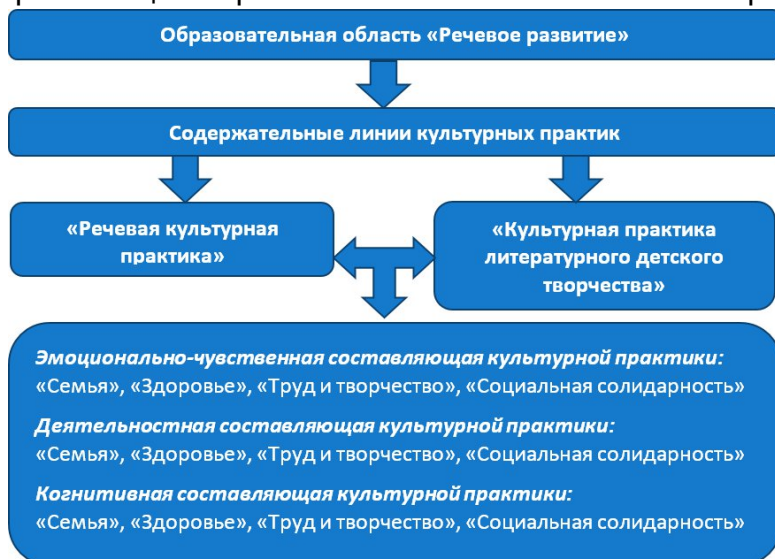 Образовательная область «Речевое развитие»
Содержательные линии культурных практик
«Речевая культурная
практика»
«Культурная практика
литературного детского
творчества»
Эмоционально-чувственная составляющая культурной практики:
«Семья», «Здоровье», «Труд и творчество», «Социальная солидарность»
Деятельностная составляющая культурной практики:
«Семья», «Здоровье», «Труд и творчество», «Социальная солидарность»
Когнитивная составляющая культурной практики:
«Семья», «Здоровье», «Труд и творчество», «Социальная солидарность»